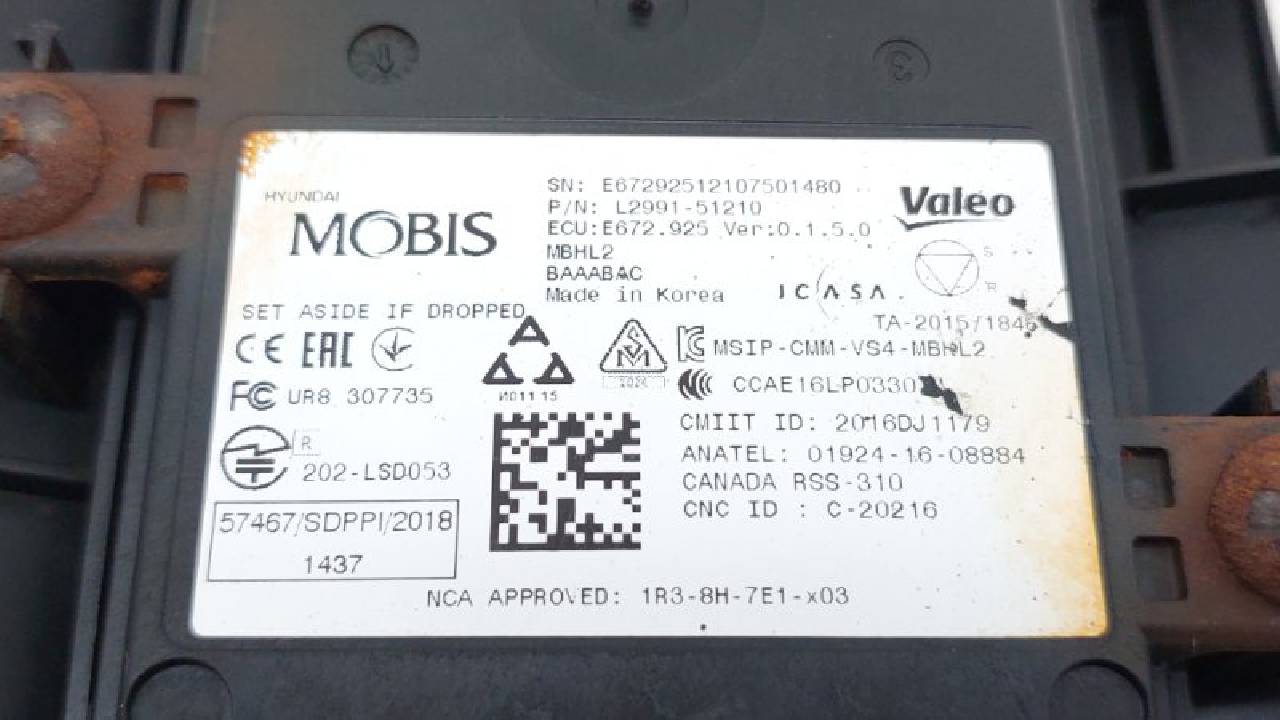 HYUNDAI
MOBIS
SN: E67292512107501480
P/N: L2991-51210
ECU:E672.925 Ver:0.1.5.0
MBHL2
BAAABAC
Made in Korea
Valeo
S
R
ICASA.
TA-2015/1846
SET ASIDE IF DROPPED
CE EAC
MSIP-CMM-VS4-MBHL2
CCAE16LP0330
FC UR8 307735
R
202-LSD053
CMIIT ID: 2016DJ1179
ANATEL: 01924-16-08884
CANADA RSS-310
CNC ID : C-20216
57467/SDPPI/2018
1437
NCA APPROVED: 1R3-8H-7E1-x03